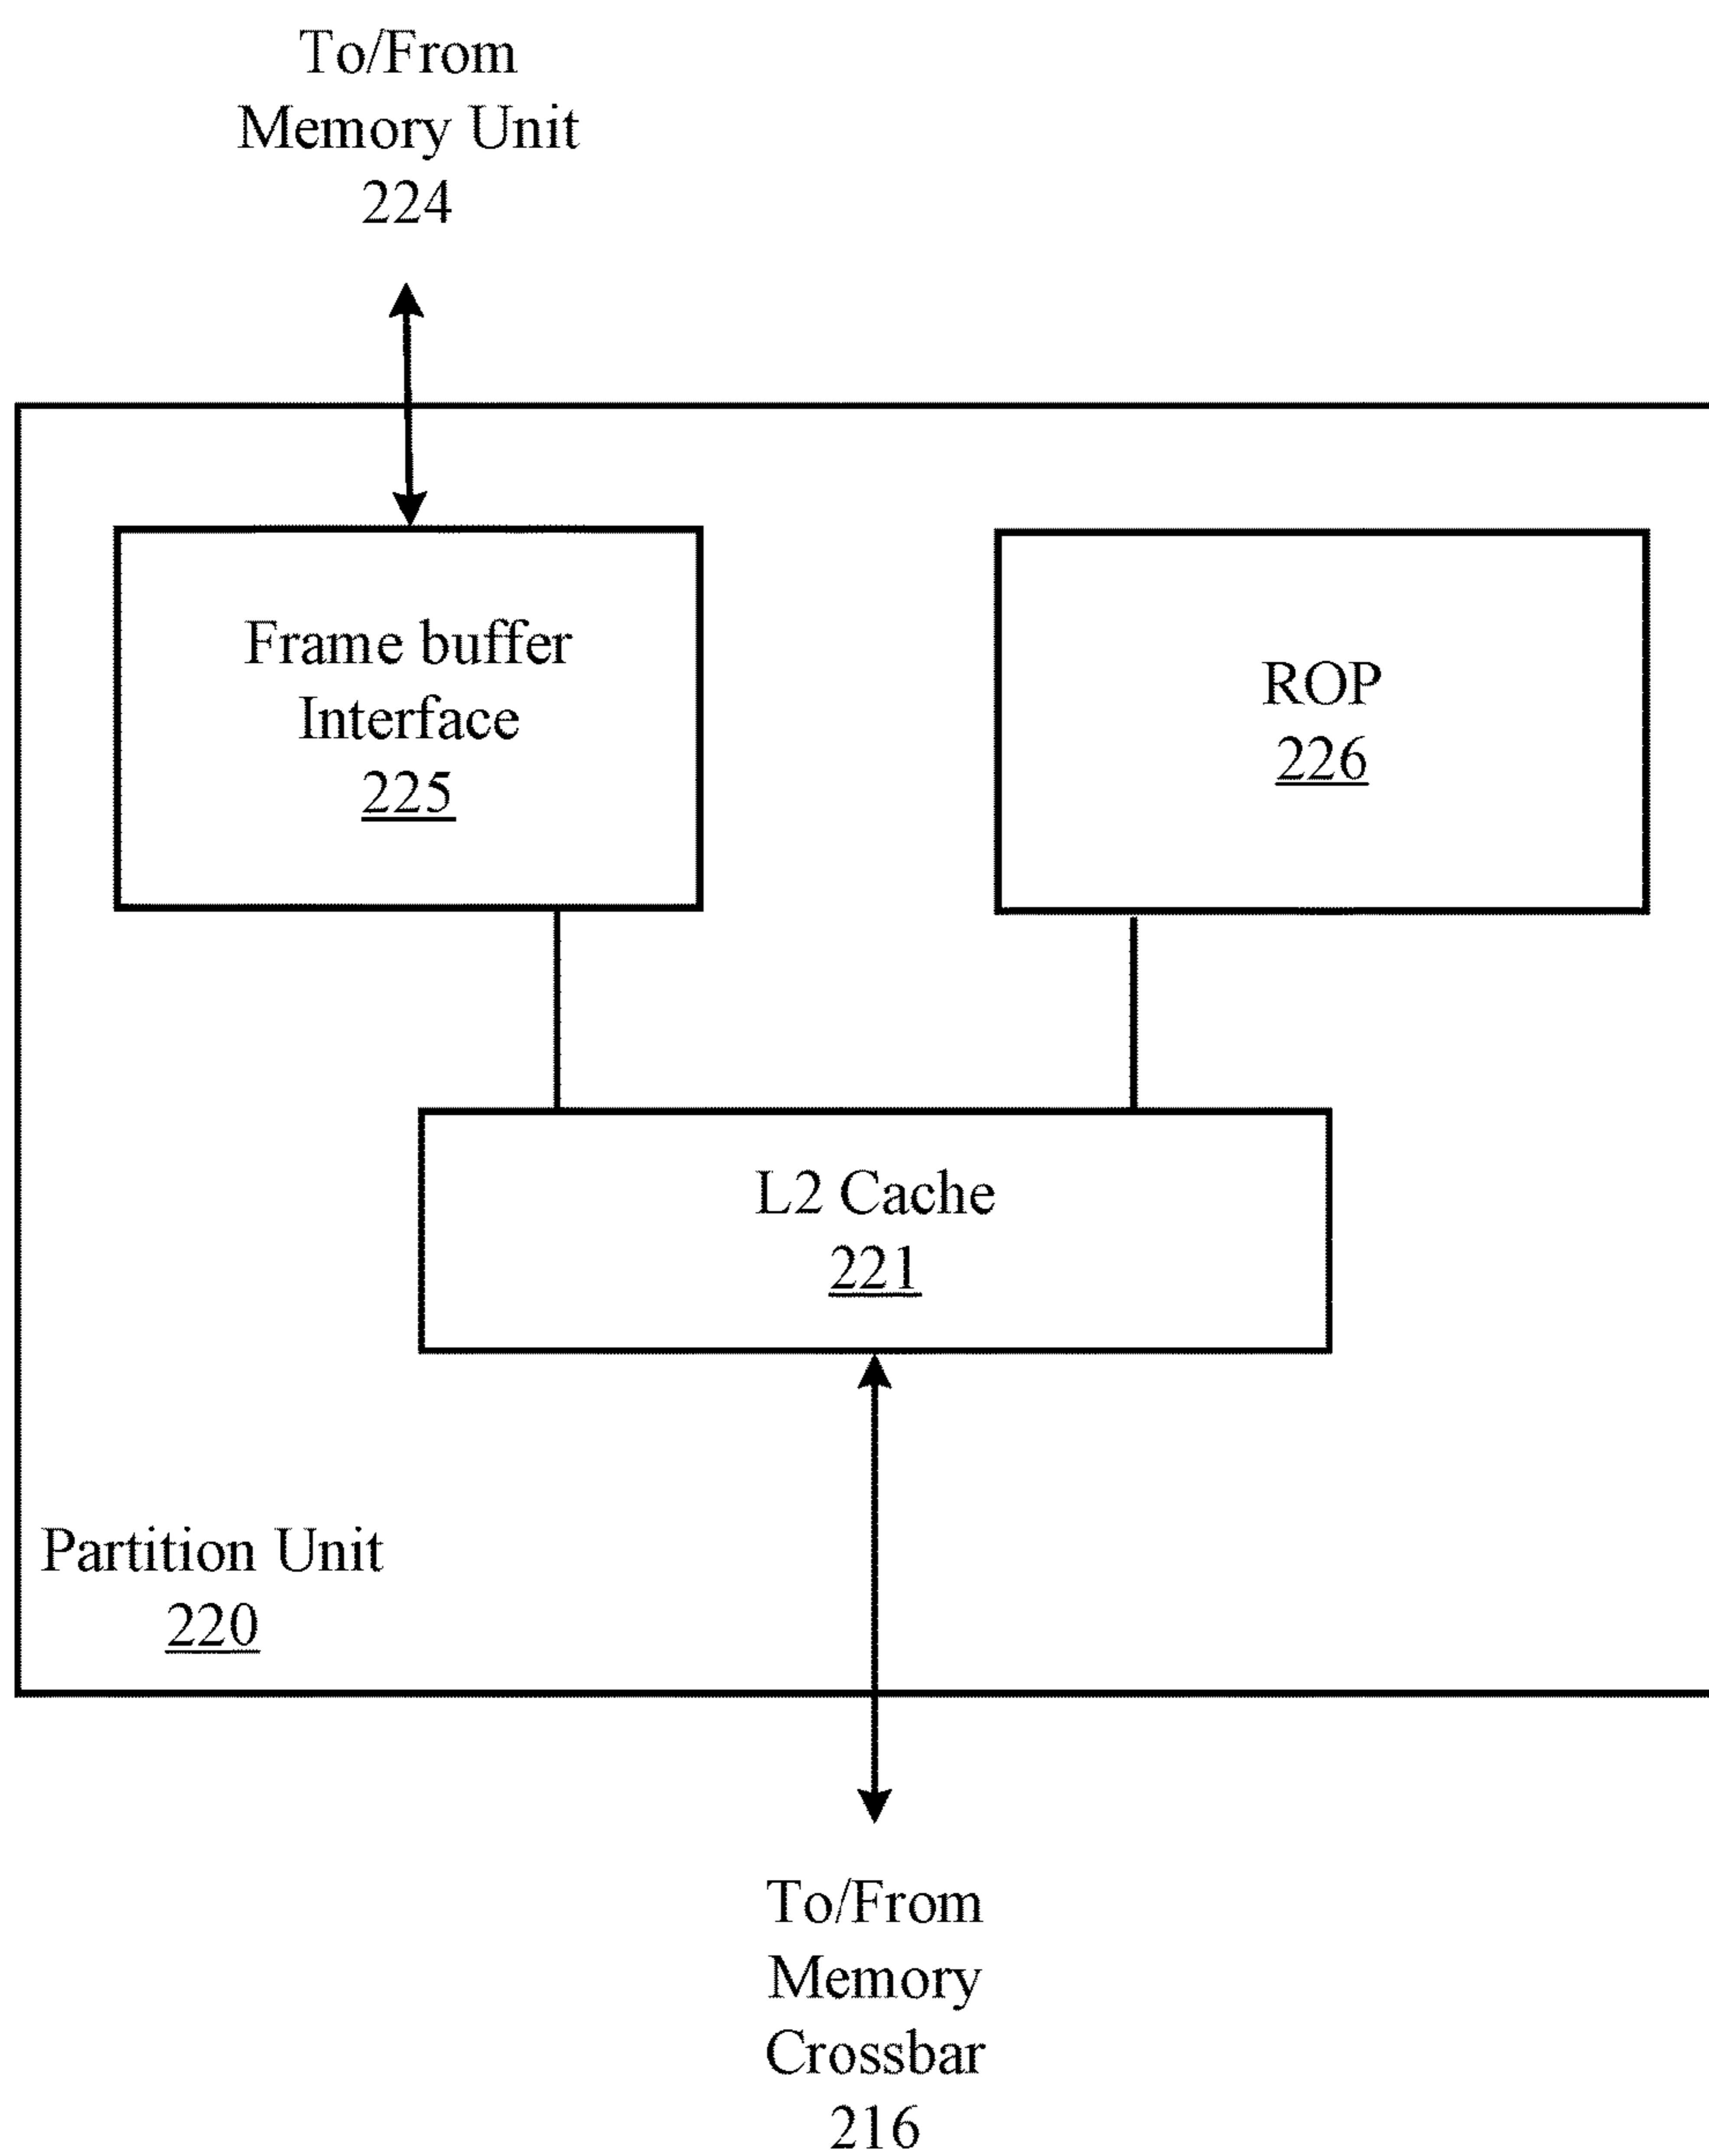 To/From
Memory Unit
224
Frame buffer
Interface
225
ROP
226
L2 Cache
221
Partition Unit
220
To/From
Memory
Crossbar
216